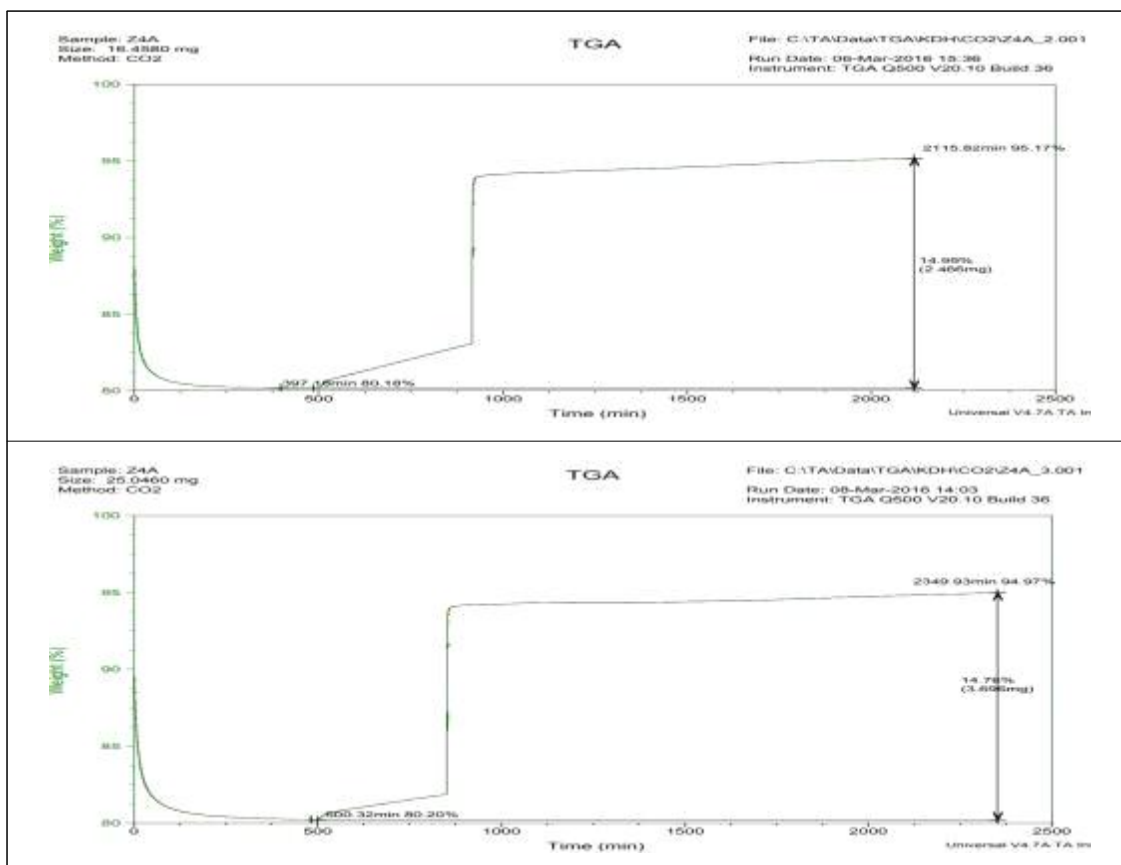 Sample: Z4A
Size: 16.4580 mg
Method: CO2
TGA
File: C:\TA\Data\TGA\KDH\CO2\Z4A_2.001
Run Date: 06-Mar-2016 15:36
Instrument: TGA Q500 V20.10 Build 36
100
95
90
85
80
Weight (%)
2115.82min 95.17%
14.99%
(2.466mg)
397.18min 80.18%
0
500
1000
1500
2000
2500
Time (min)
Universal V4.7A TA In
Sample: Z4A
Size: 25.0460 mg
Method: CO2
TGA
File: C:\TA\Data\TGA\KDH\CO2\Z4A_3.001
Run Date: 08-Mar-2016 14:03
Instrument: TGA Q500 V20.10 Build 36
100
95
90
85
80
Weight (%)
2349.93min 94.97%
14.76%
(3.696mg)
80.20%
0
500
1000
1500
2000
2500
Time (min)
Universal V4.7A TA In